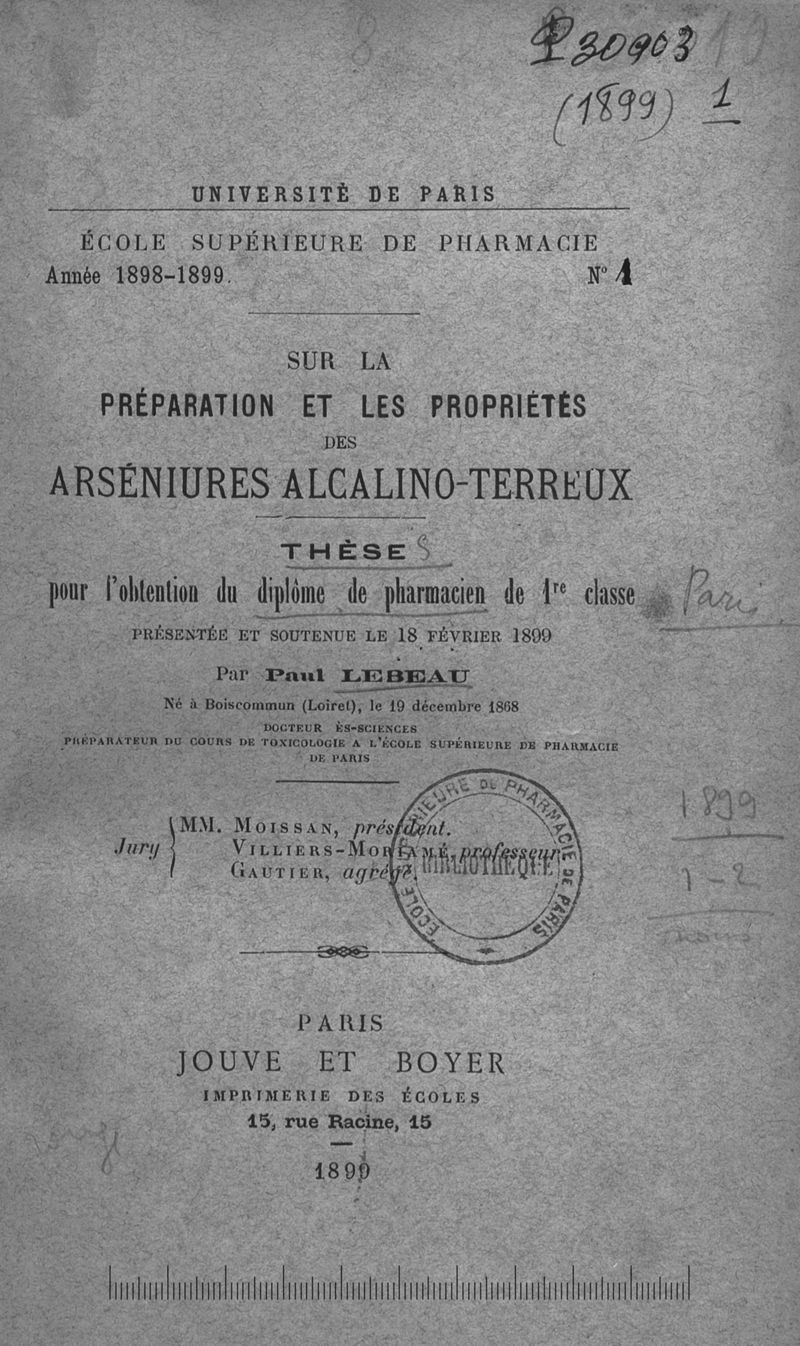 P 30903
(1899) 1
UNIVERSITÉ DE PARIS
ÉCOLE SUPÉRIEURE DE PHARMACIE
Année 1898-1899. N° 1
SUR LA
PRÉPARATION ET LES PROPRIÉTÉS
DES
ARSÉNIURES ALCALINO-TERREUX
THÈSE S
pour l'obtention du diplôme de pharmacien de 1re classe Paris
PRÉSENTÉE ET SOUTENUE LE 18 FÉVRIER 1899
Par Paul LEBEAU
Né à Boiscommun (Loiret), le 19 décembre 1868
DOCTEUR ÈS-SCIENCES
PRÉPARATEUR DU COURS DE TOXICOLOGIE A L'ÉCOLE SUPÉRIEURE DE PHARMACIE
DE PARIS
1899
Jury MM. MOISSAN, président.
VILLIERS-MORIAMÉ, professeur
GAUTIER, agrégé.
ÉCOLE SUPÉRIEURE DE PHARMACIE DE PARIS
BIBLIOTHÈQUE
1-2
PARIS
JOUVE ET BOYER
IMPRIMERIE DES ÉCOLES
15, rue Racine, 15
1899